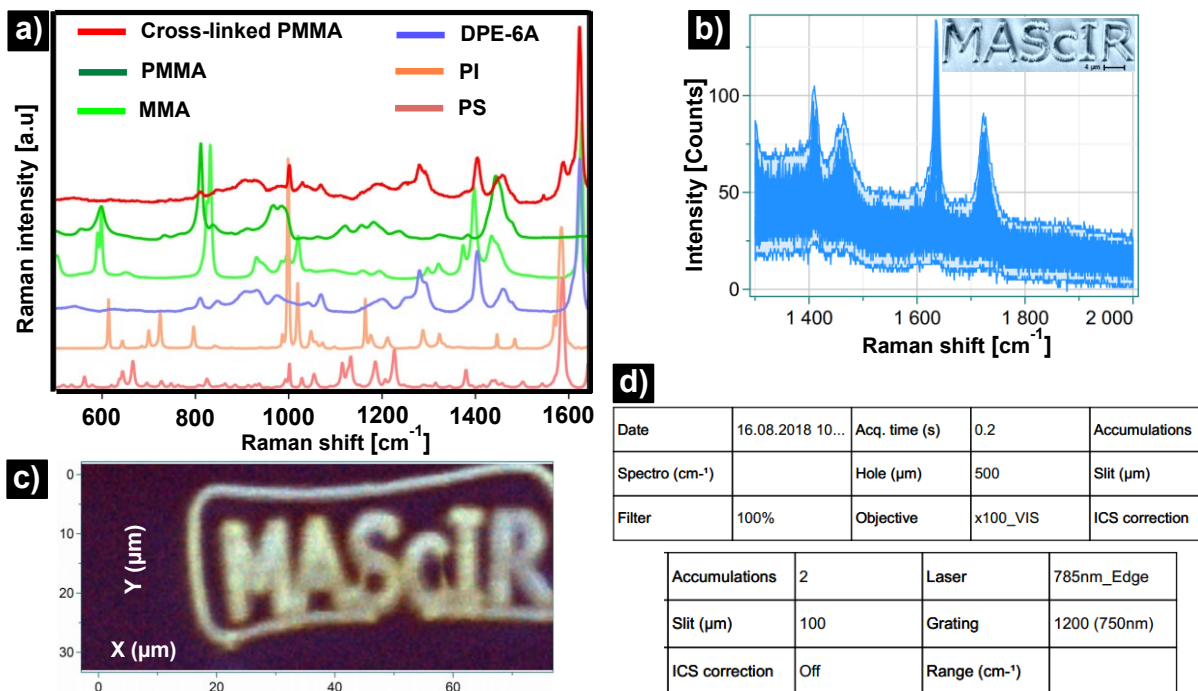 a)
Cross-linked PMMA
DPE-6A
PMMA
PI
MMA
PS
Raman intensity [a.u]
600
800
1000
1200
1400
1600
Raman shift [cm⁻¹]
b)
MAScIR
4 µm
Intensity [Counts]
100
50
0
1 400
1 600
1 800
2 000
Raman shift [cm⁻¹]
c)
0
10
20
30
Y (µm)
MAScIR
X (µm)
0
20
40
60
d)
Date 16.08.2018 10... Acq. time (s) 0.2 Accumulations
Spectro (cm⁻¹) Hole (µm) 500 Slit (µm)
Filter 100% Objective x100_VIS ICS correction
Accumulations 2 Laser 785nm_Edge
Slit (µm) 100 Grating 1200 (750nm)
ICS correction Off Range (cm⁻¹)